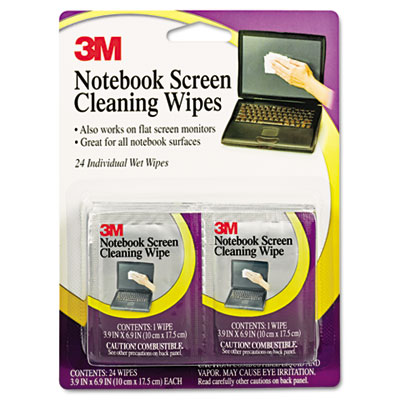 3M
Notebook Screen
Cleaning Wipes
• Also works on flat screen monitors
• Great for all notebook surfaces
24 Individual Wet Wipes
3M
Notebook Screen
Cleaning Wipe
CONTENTS: 1 WIPE
3.9 IN X 6.9 IN (10 cm X 17.5 cm)
CAUTION! COMBUSTIBLE.
See other precautions on back panel.
3M
Notebook Screen
Cleaning Wipe
CONTENTS: 1 WIPE
3.9 IN X 6.9 IN (10 cm X 17.5 cm)
CAUTION! COMBUSTIBLE.
See other precautions on back panel.
CONTENTS: 24 WIPES
3.9 IN X 6.9 IN (10 cm X 17.5 cm) EACH
LIQUID AND
VAPOR. MAY CAUSE EYE IRRITATION.
Read carefully other cautions on back panel.